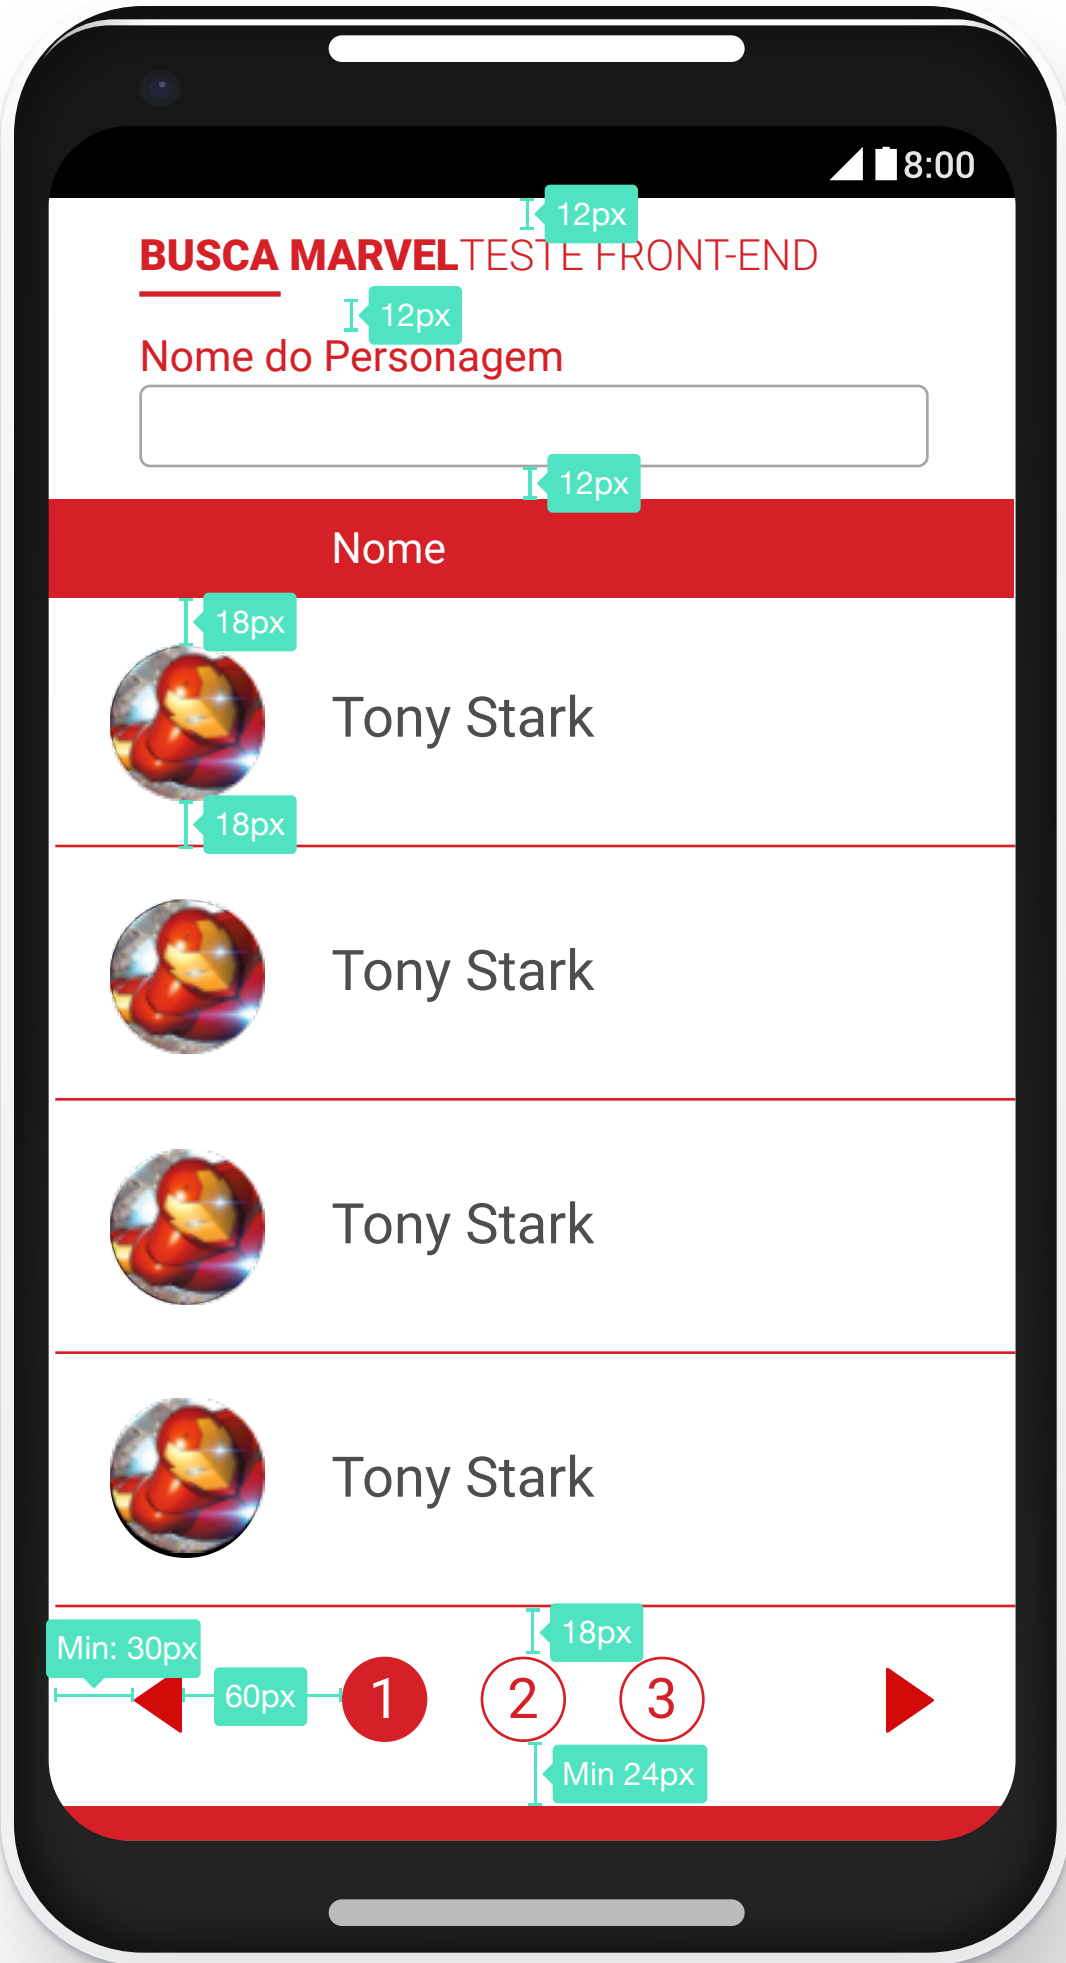 8:00
12px
BUSCA MARVEL TESTE FRONT-END
12px
Nome do Personagem
12px
Nome
18px
Tony Stark
18px
Tony Stark
Tony Stark
Tony Stark
18px
Min: 30px
60px 1 2 3
Min 24px